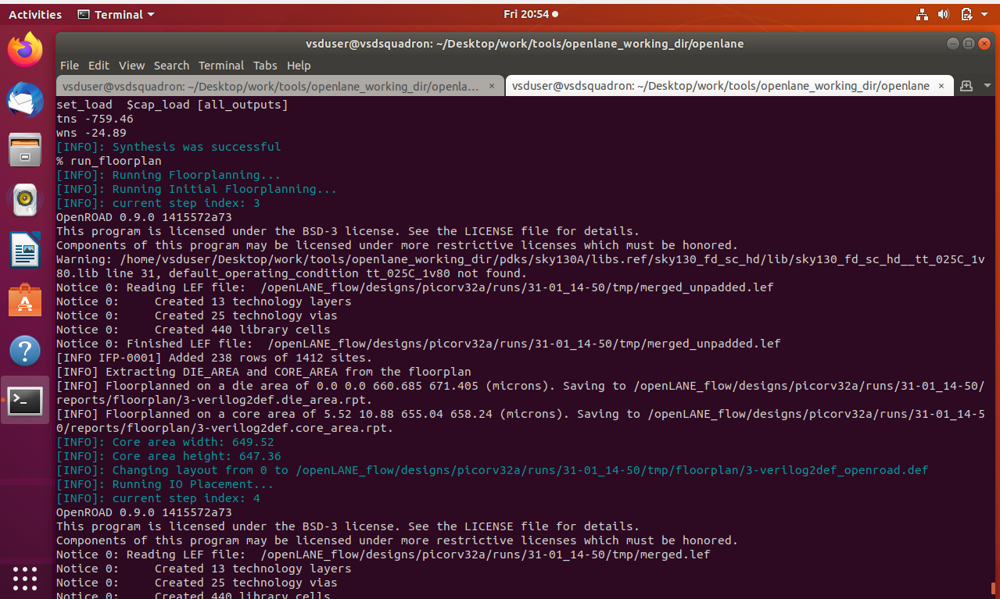 Activities Terminal Fri 20:54
vsduser@vsdsquadron: ~/Desktop/work/tools/openlane_working_dir/openlane
File Edit View Search Terminal Tabs Help
vsduser@vsdsquadron: ~/Desktop/work/tools/openlane_working_dir/openla... × vsduser@vsdsquadron: ~/Desktop/work/tools/openlane_working_dir/openlane ×
set_load  $cap_load [all_outputs]
tns -759.46
wns -24.89
[INFO]: Synthesis was successful
% run_floorplan
[INFO]: Running Floorplanning...
[INFO]: Running Initial Floorplanning...
[INFO]: current step index: 3
OpenROAD 0.9.0 1415572a73
This program is licensed under the BSD-3 license. See the LICENSE file for details.
Components of this program may be licensed under more restrictive licenses which must be honored.
Warning: /home/vsduser/Desktop/work/tools/openlane_working_dir/pdks/sky130A/libs.ref/sky130_fd_sc_hd/lib/sky130_fd_sc_hd__tt_025C_1v
80.lib line 31, default_operating_condition tt_025C_1v80 not found.
Notice 0: Reading LEF file:  /openLANE_flow/designs/picorv32a/runs/31-01_14-50/tmp/merged_unpadded.lef
Notice 0:     Created 13 technology layers
Notice 0:     Created 25 technology vias
Notice 0:     Created 440 library cells
Notice 0: Finished LEF file:  /openLANE_flow/designs/picorv32a/runs/31-01_14-50/tmp/merged_unpadded.lef
[INFO IFP-0001] Added 238 rows of 1412 sites.
[INFO] Extracting DIE_AREA and CORE_AREA from the floorplan
[INFO] Floorplanned on a die area of 0.0 0.0 660.685 671.405 (microns). Saving to /openLANE_flow/designs/picorv32a/runs/31-01_14-50/
reports/floorplan/3-verilog2def.die_area.rpt.
[INFO] Floorplanned on a core area of 5.52 10.88 655.04 658.24 (microns). Saving to /openLANE_flow/designs/picorv32a/runs/31-01_14-5
0/reports/floorplan/3-verilog2def.core_area.rpt.
[INFO]: Core area width: 649.52
[INFO]: Core area height: 647.36
[INFO]: Changing layout from 0 to /openLANE_flow/designs/picorv32a/runs/31-01_14-50/tmp/floorplan/3-verilog2def_openroad.def
[INFO]: Running IO Placement...
[INFO]: current step index: 4
OpenROAD 0.9.0 1415572a73
This program is licensed under the BSD-3 license. See the LICENSE file for details.
Components of this program may be licensed under more restrictive licenses which must be honored.
Notice 0: Reading LEF file:  /openLANE_flow/designs/picorv32a/runs/31-01_14-50/tmp/merged.lef
Notice 0:     Created 13 technology layers
Notice 0:     Created 25 technology vias
Notice 0:     Created 440 library cells